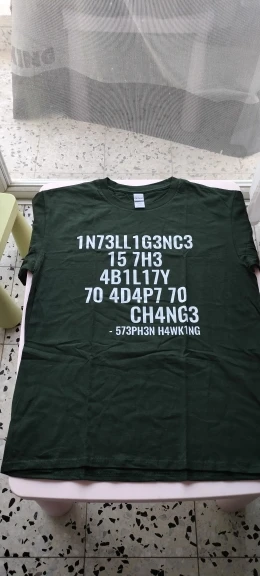 1N73LL1G3NC3
15 7H3
4B1L17Y
70 4D4P7 70
CH4NG3
- 573PH3N H4WK1NG